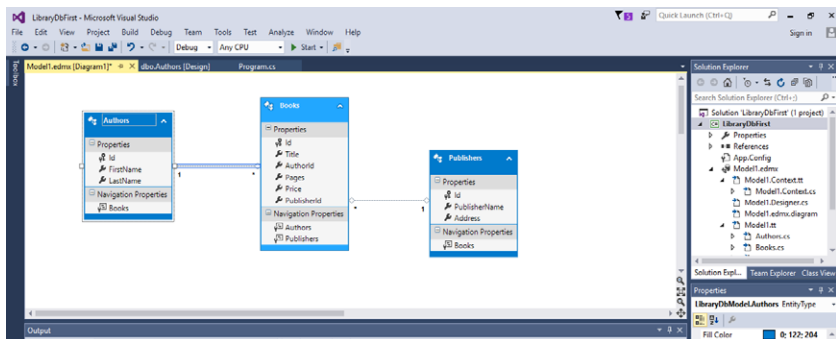 LibraryDbFirst - Microsoft Visual Studio
5
Quick Launch (Ctrl+Q)
File Edit View Project Build Debug Team Tools Test Analyze Window Help
Sign in
Debug Any CPU Start
Toolbox
Model1.edmx [Diagram1]* dbo.Authors [Design] Program.cs
Authors
Properties
Id
FirstName
LastName
Navigation Properties
Books
1
*
Books
Properties
Id
Title
AuthorId
Pages
Price
PublisherId
Navigation Properties
Authors
Publishers
*
1
Publishers
Properties
Id
PublisherName
Address
Navigation Properties
Books
Solution Explorer
Search Solution Explorer (Ctrl+;)
Solution 'LibraryDbFirst' (1 project)
LibraryDbFirst
Properties
References
App.Config
Model1.edmx
Model1.Context.tt
Model1.Context.cs
Model1.Designer.cs
Model1.edmx.diagram
Model1.tt
Authors.cs
Books.cs
Solution Expl... Team Explorer Class View
Properties
LibraryDbModel.Authors EntityType
Fill Color 0; 122; 204
Output